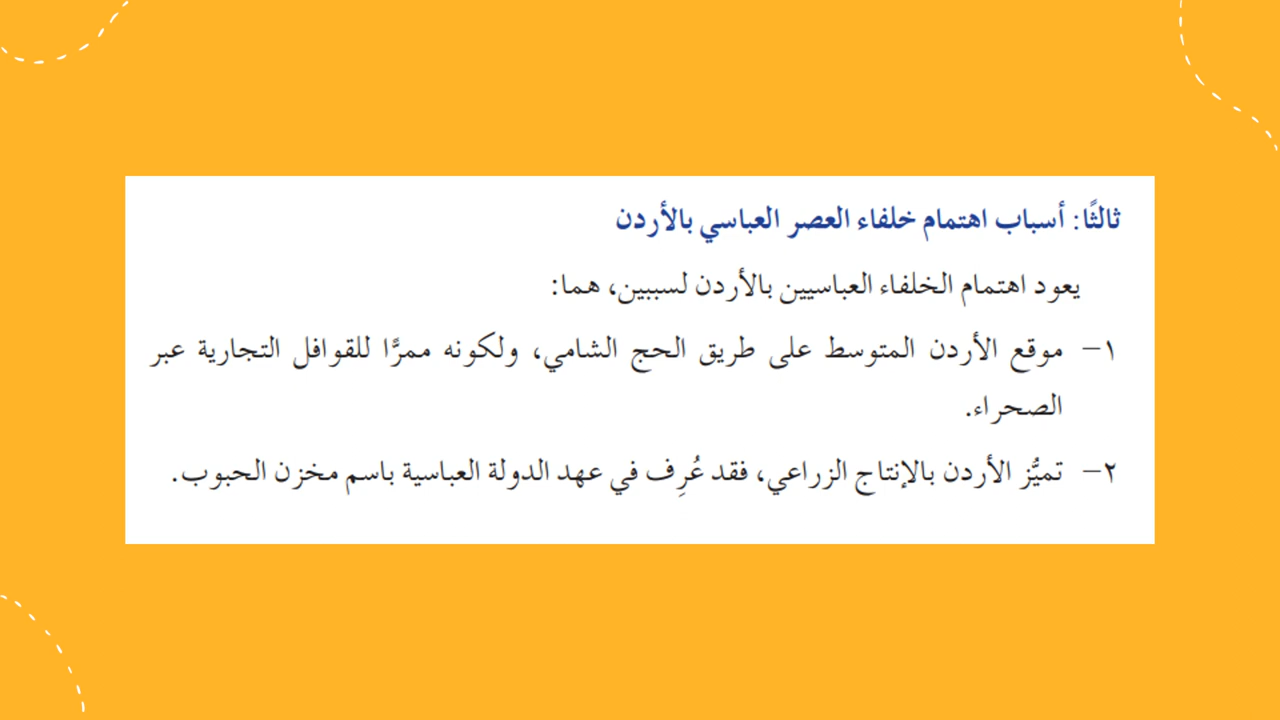 ثالثًا: أسباب اهتمام خلفاء العصر العباسي بالأردن
يعود اهتمام الخلفاء العباسيين بالأردن لسببين، هما:
١– موقع الأردن المتوسط على طريق الحج الشامي، ولكونه ممرًّا للقوافل التجارية عبر
الصحراء.
٢– تميُّز الأردن بالإنتاج الزراعي، فقد عُرِف في عهد الدولة العباسية باسم مخزن الحبوب.